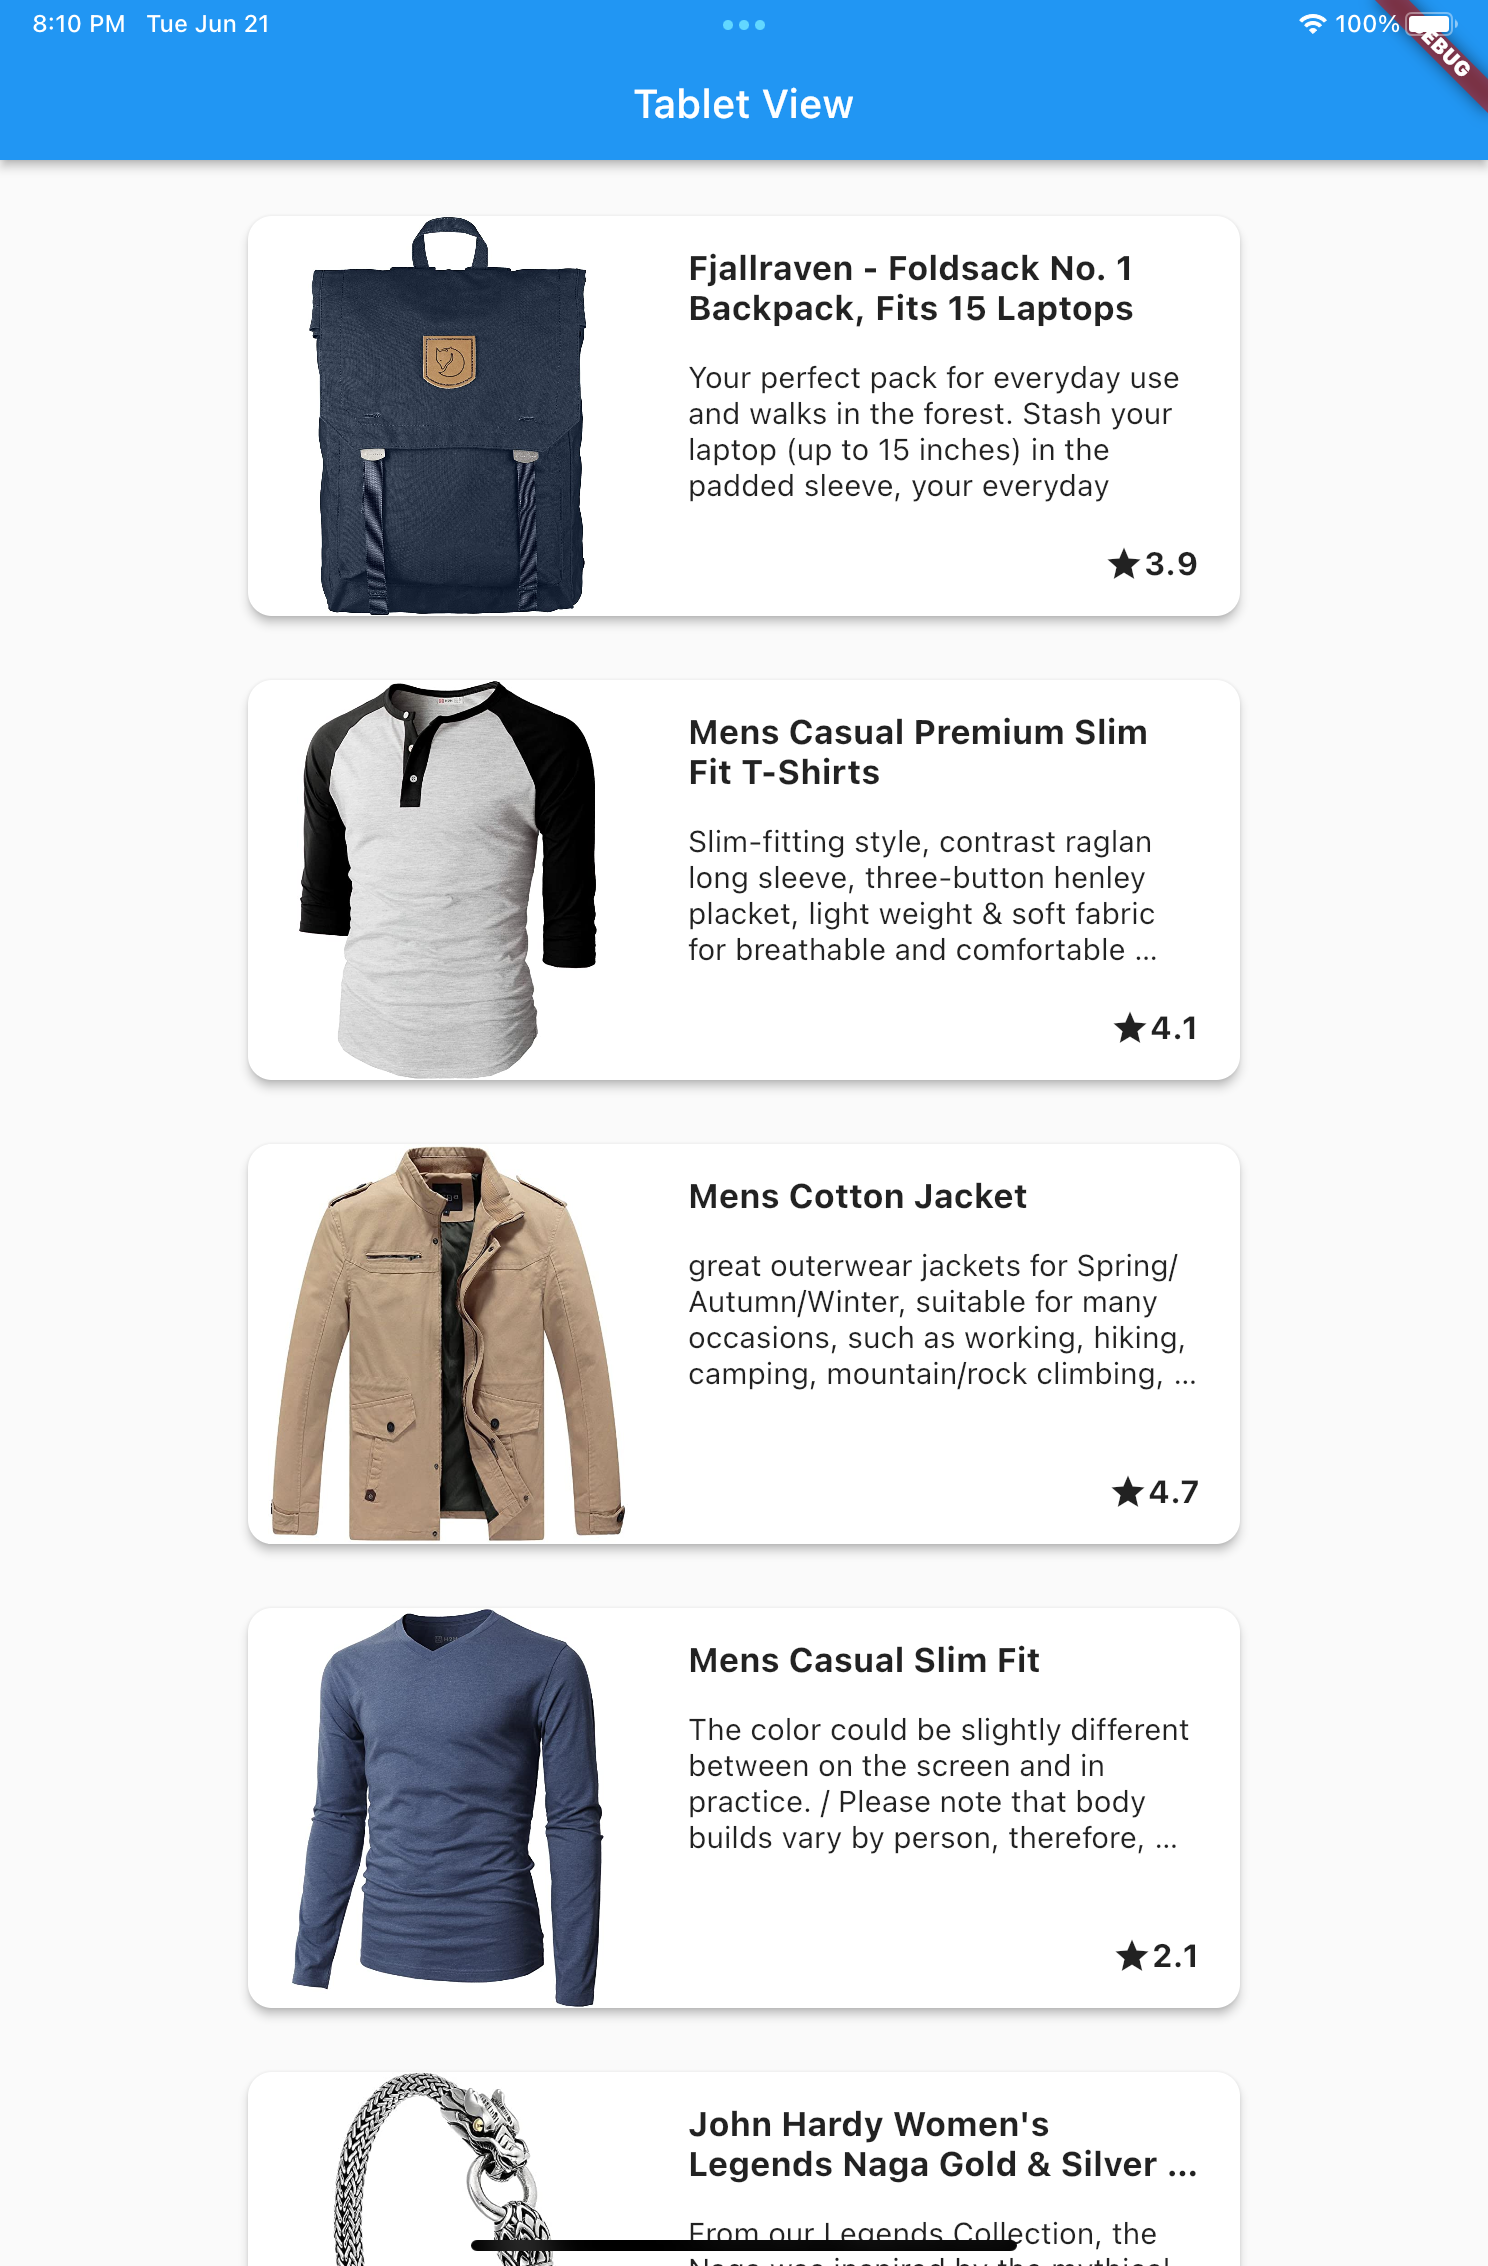 8:10 PM Tue Jun 21
100%
Tablet View
Fjallraven - Foldsack No. 1
Backpack, Fits 15 Laptops
Your perfect pack for everyday use
and walks in the forest. Stash your
laptop (up to 15 inches) in the
padded sleeve, your everyday
3.9
Mens Casual Premium Slim
Fit T-Shirts
Slim-fitting style, contrast raglan
long sleeve, three-button henley
placket, light weight & soft fabric
for breathable and comfortable ...
4.1
Mens Cotton Jacket
great outerwear jackets for Spring/
Autumn/Winter, suitable for many
occasions, such as working, hiking,
camping, mountain/rock climbing, ...
4.7
Mens Casual Slim Fit
The color could be slightly different
between on the screen and in
practice. / Please note that body
builds vary by person, therefore, ...
2.1
John Hardy Women's
Legends Naga Gold & Silver ...
From our Legends Collection, the
Naga was inspired by the mythical